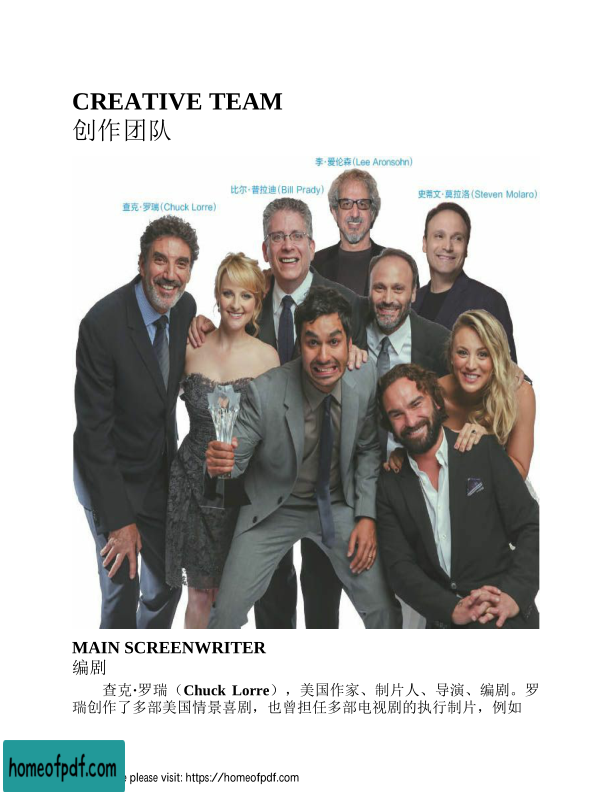 CREATIVE TEAM
创作团队
李·爱伦森(Lee Aronsohn)
比尔·普拉迪(Bill Prady)
史蒂文·莫拉洛(Steven Molaro)
查克·罗瑞(Chuck Lorre)
MAIN SCREENWRITER
编剧
查克·罗瑞（Chuck Lorre），美国作家、制片人、导演、编剧。罗
瑞创作了多部美国情景喜剧，也曾担任多部电视剧的执行制片，例如
homeofpdf.com
e please visit: https://homeofpdf.com